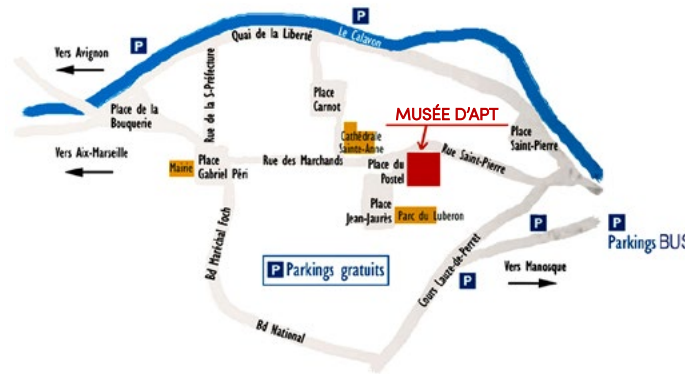 P
Quai de la Liberté
Le Calavon
P
Vers Avignon
Rue de la S-Préfecture
Place
Carnot
Place de la
Bouquerie
MUSÉE D'APT
Cathédrale
Sainte-Anne
Place
Saint-Pierre
Vers Aix-Marseille
Mairie
Place
Gabriel Péri
Rue des Marchands
Place du
Postel
Rue Saint-Pierre
Place
Jean-Jaurès
Parc du Luberon
Bd Maréchal Foch
P
P
Parkings BUS
P Parkings gratuits
Cours Lauze-de-Perret
P
Vers Manosque
Bd National